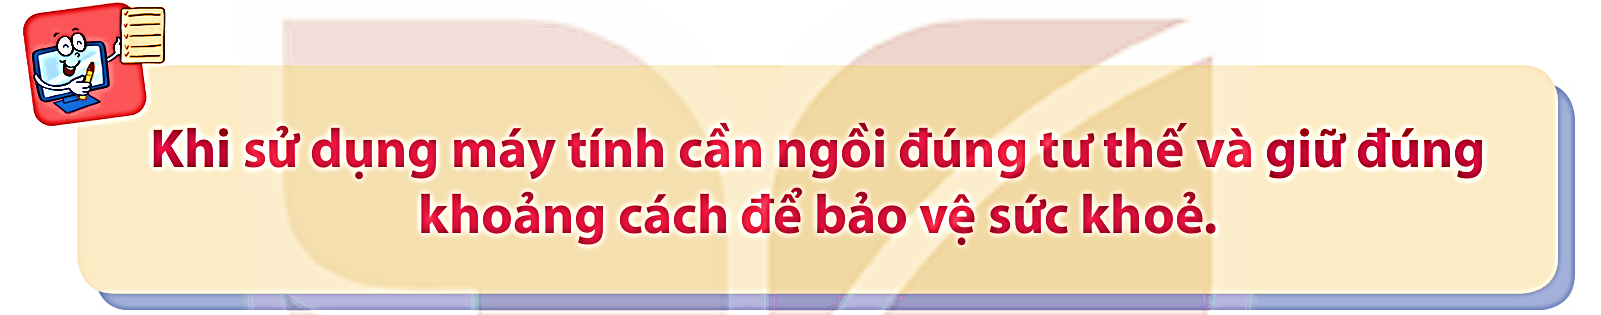 Khi sử dụng máy tính cần ngồi đúng tư thế và giữ đúng
khoảng cách để bảo vệ sức khoẻ.